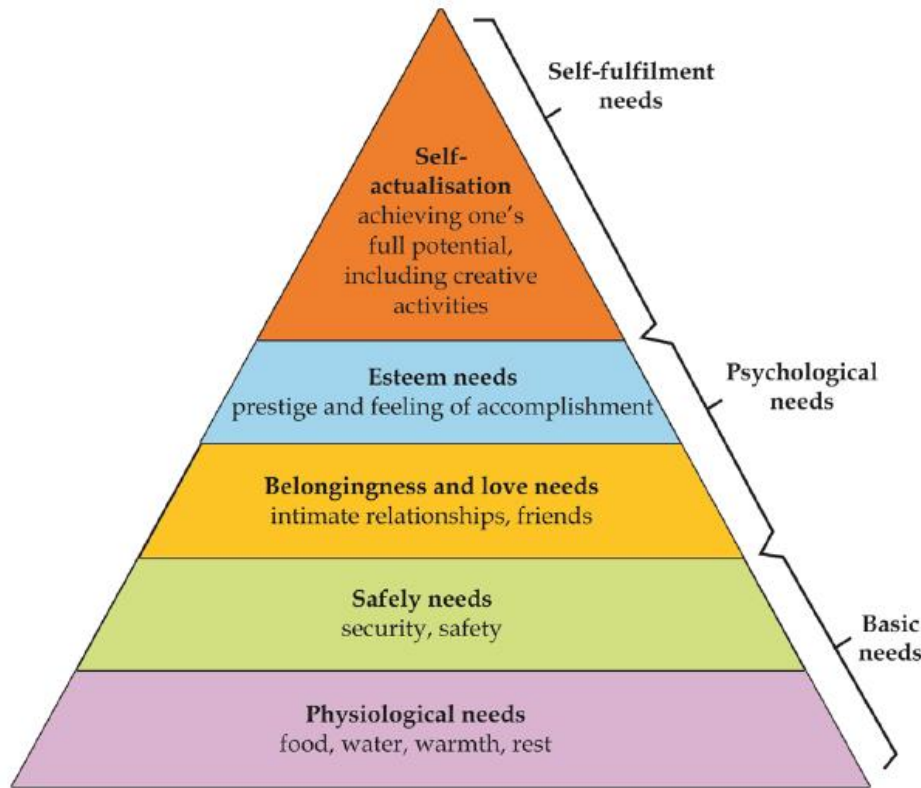 Self-fulfilment
needs
Self-
actualisation
achieving one's
full potential,
including creative
activities
Psychological
needs
Esteem needs
prestige and feeling of accomplishment
Belongingness and love needs
intimate relationships, friends
Safely needs
security, safety
Basic
needs
Physiological needs
food, water, warmth, rest